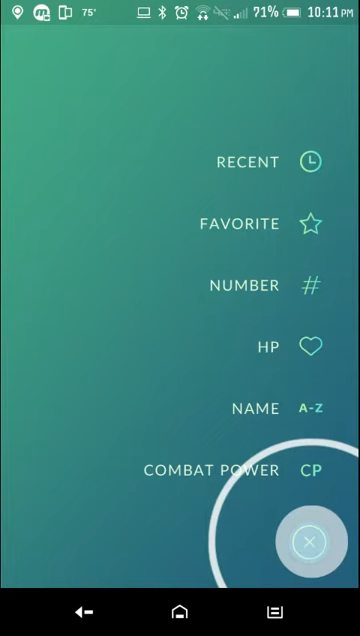 75° 71% 10:11 PM
RECENT
FAVORITE
NUMBER #
HP
NAME A-Z
COMBAT POWER CP